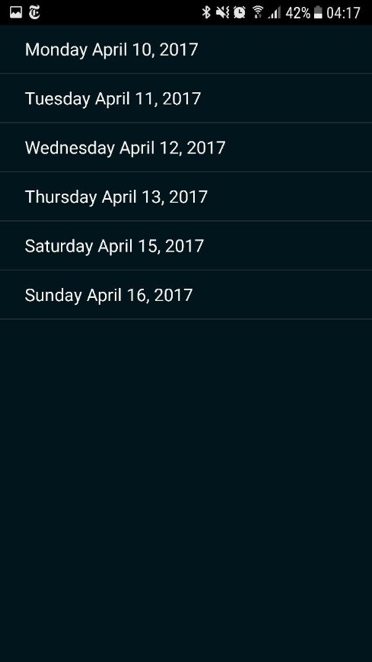 42% 04:17
Monday April 10, 2017
Tuesday April 11, 2017
Wednesday April 12, 2017
Thursday April 13, 2017
Saturday April 15, 2017
Sunday April 16, 2017